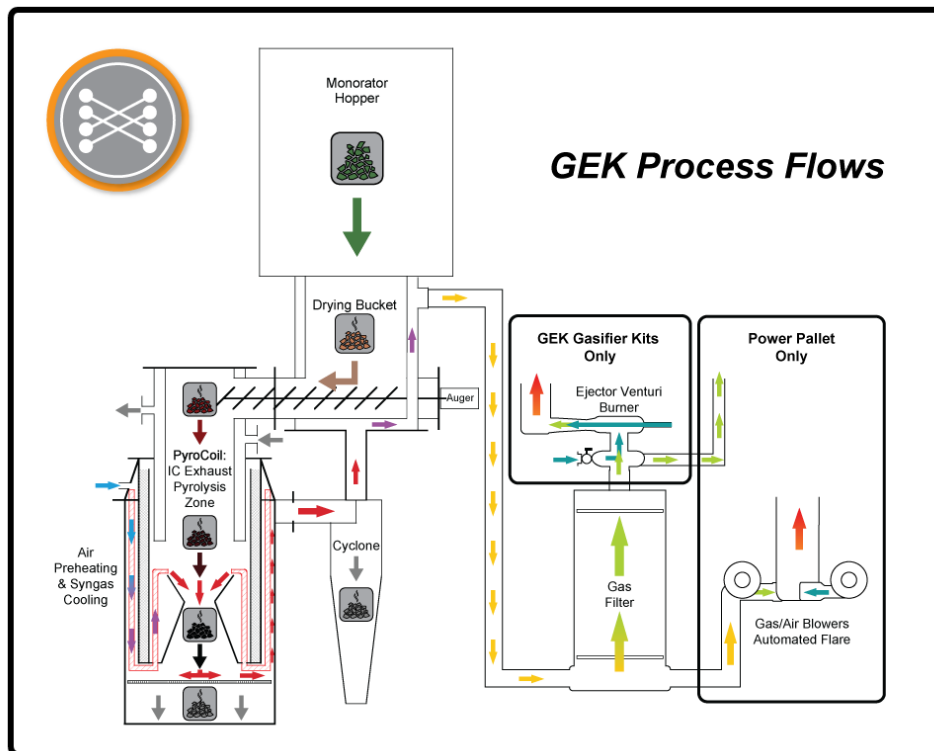 Monorator
Hopper
GEK Process Flows
Drying Bucket
GEK Gasifier Kits
Only
Power Pallet
Only
Ejector Venturi
Burner
Auger
PyroCoil:
IC Exhaust
Pyrolysis
Zone
Air
Preheating
& Syngas
Cooling
Cyclone
Gas
Filter
Gas/Air Blowers
Automated Flare